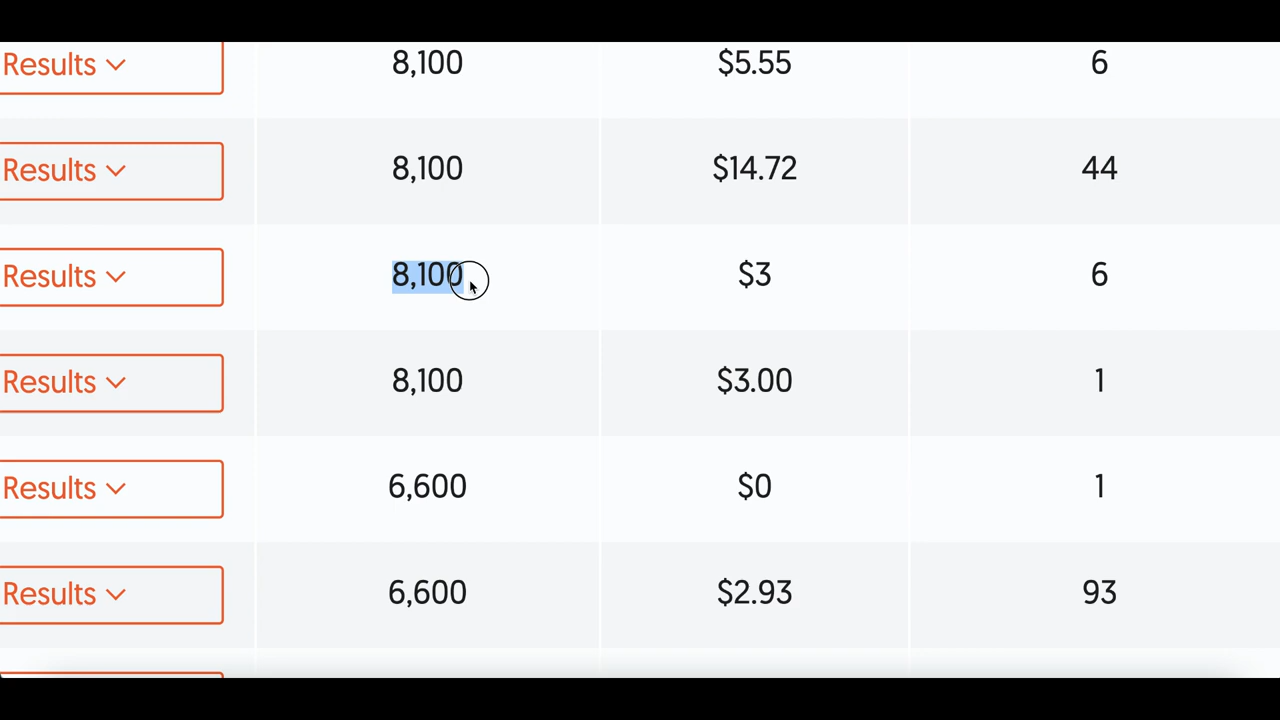 Results 8,100 $5.55 6
Results 8,100 $14.72 44
Results 8,100 $3 6
Results 8,100 $3.00 1
Results 6,600 $0 1
Results 6,600 $2.93 93